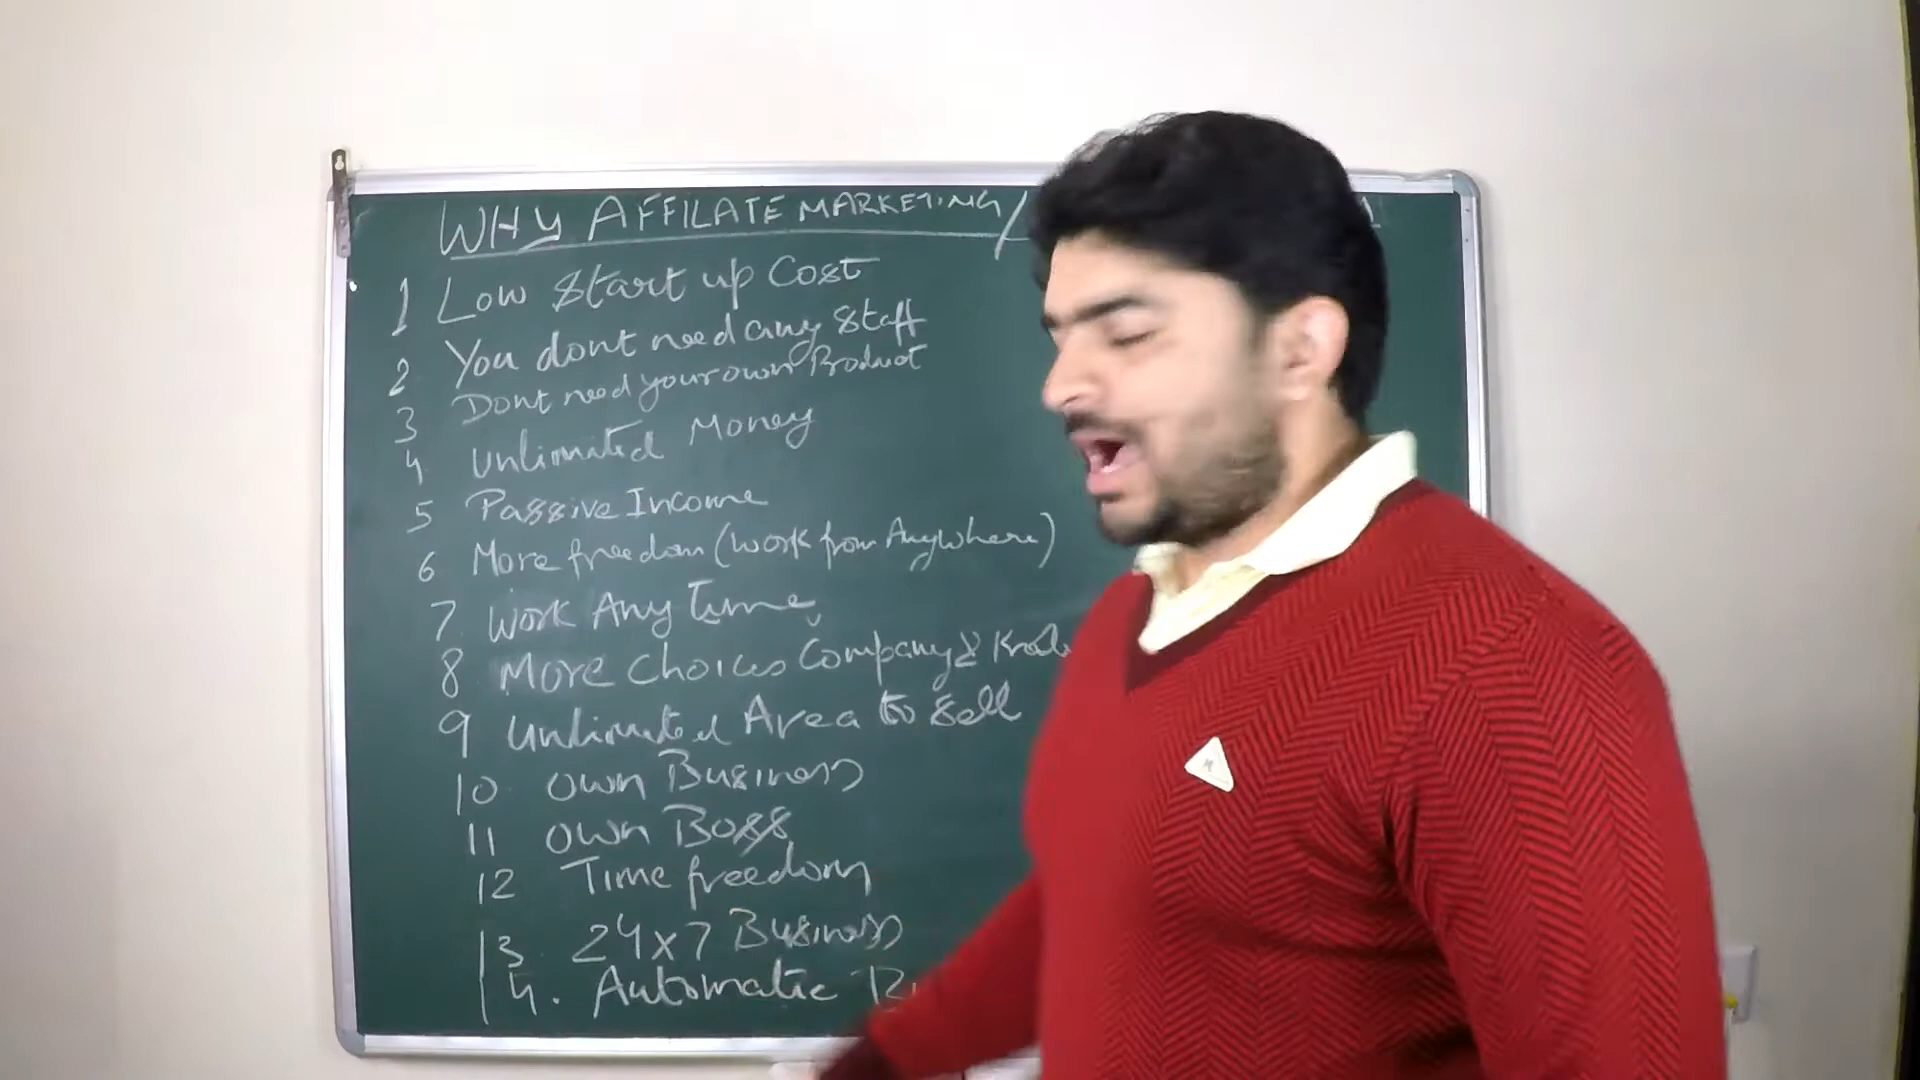 WHY AFFILATE MARKETING /
1 Low Start up Cost
2 You dont need any Staff
3 Dont need your own Product
4 Unlimated Money
5 Passive Income
6 More freedom (Work from AnyWhere)
7 Work Any Time
8 More Choices Company &
9 Unlimited Area to Sell
10 Own Business
11 Own Boss
12 Time freedom
13. 24x7 Business
14. Automatic